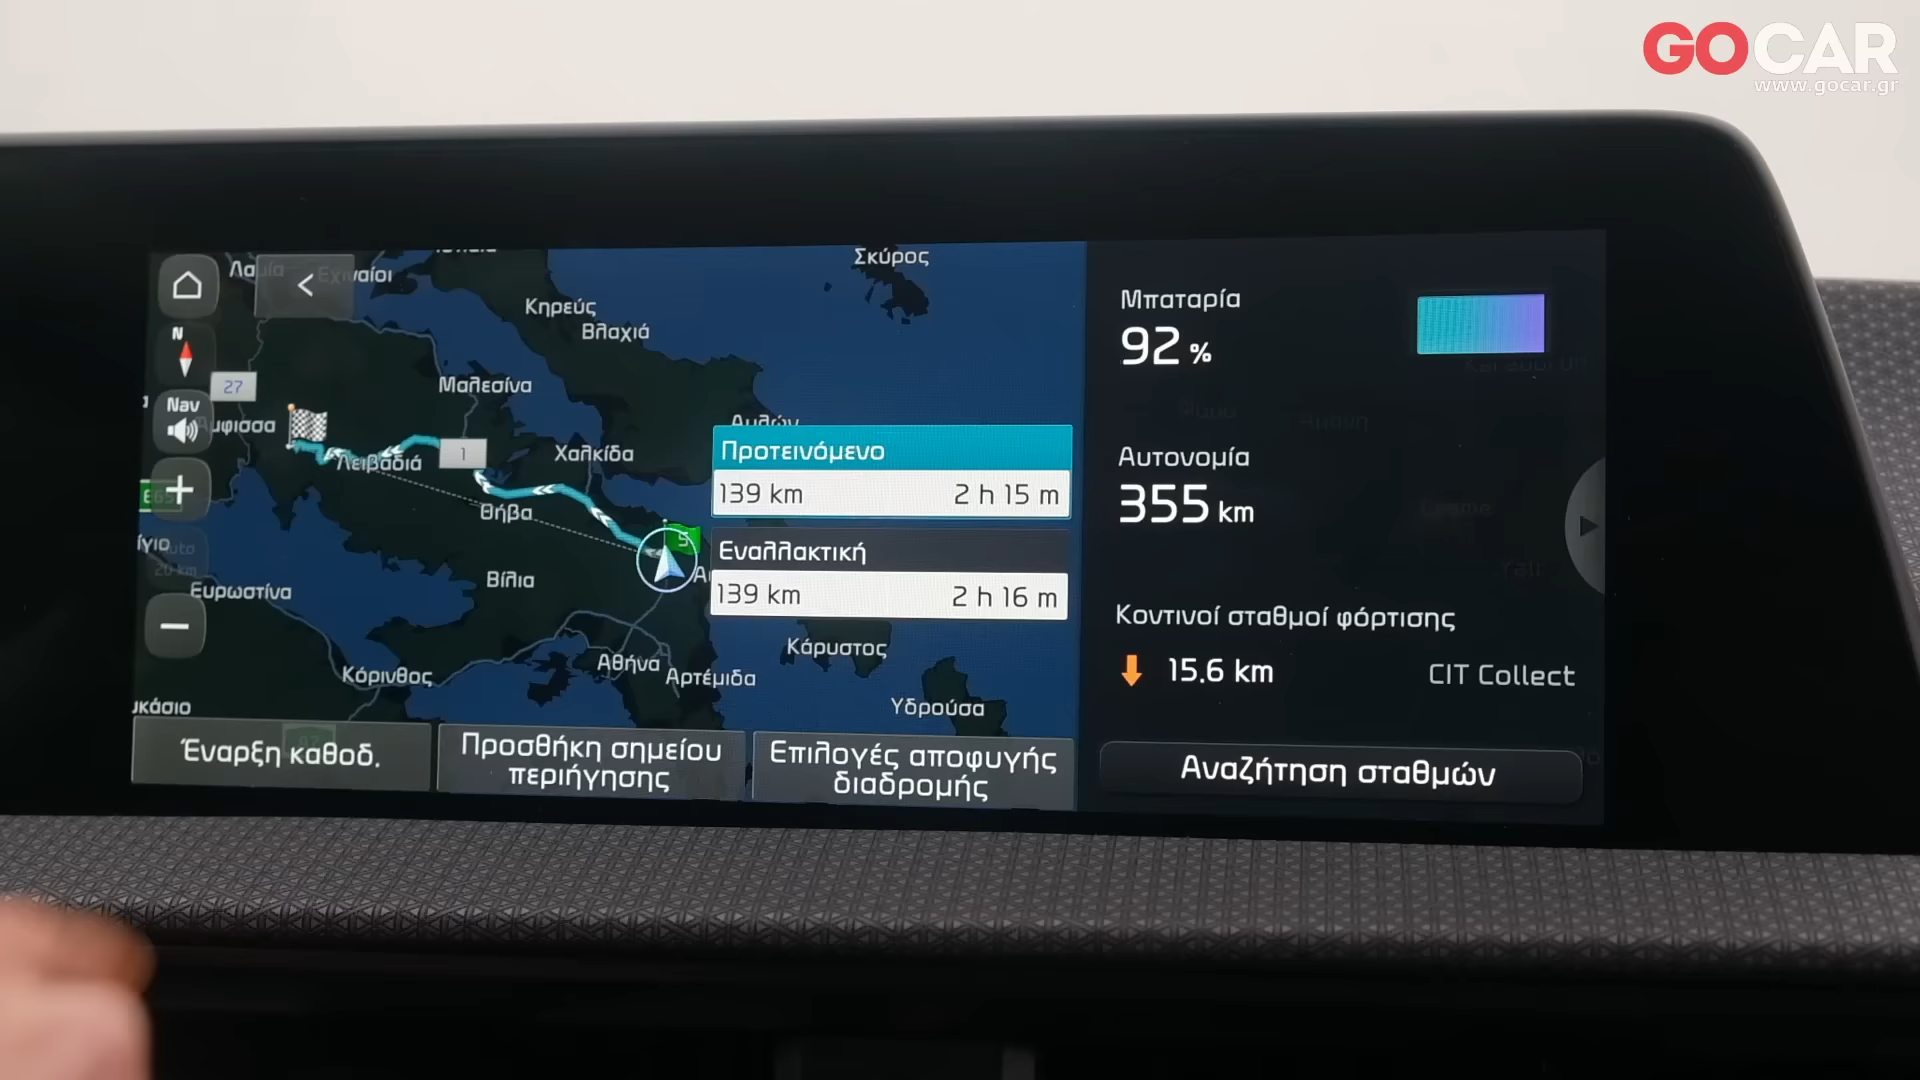 GOCAR
www.gocar.gr
Σκύρος
Κηρεύς
Βλαχιά
Μαλεσίνα
N
27
Nav
Λειβαδιά
1
Χαλκίδα
Θήβα
5
Βίλια
Ευρωστίνα
Κάρυστος
Αθήνα
Αρτέμιδα
Κόρινθος
Υδρούσα
Προτεινόμενο
139 km 2 h 15 m
Εναλλακτική
139 km 2 h 16 m
Έναρξη καθοδ.
Προσθήκη σημείου
περιήγησης
Επιλογές αποφυγής
διαδρομής
Μπαταρία
92 %
Αυτονομία
355 km
Κοντινοί σταθμοί φόρτισης
15.6 km CIT Collect
Αναζήτηση σταθμών